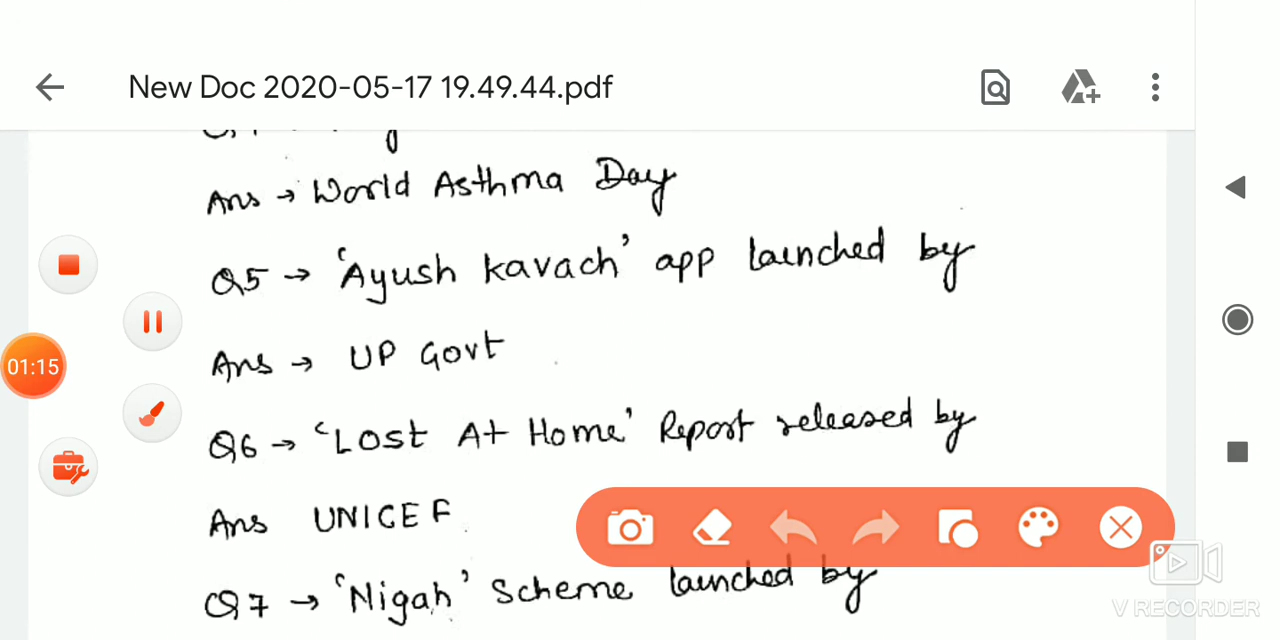 New Doc 2020-05-17 19.49.44.pdf
Ans → World Asthma Day
Q5 → 'Ayush Kavach' app launched by
Ans → UP Govt
01:15
Q6 → 'Lost At Home' Report released by
Ans UNICEF
Q7 → 'Nigah' Scheme launched by
V RECORDER